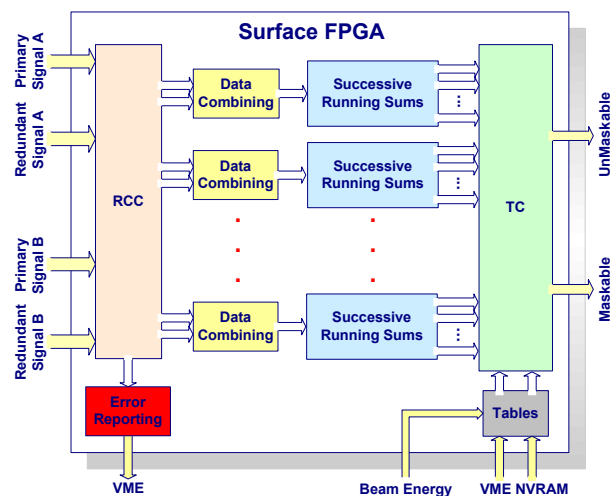 Surface FPGA
Primary
Signal A
Redundant
Signal A
Primary
Signal B
Redundant
Signal B
RCC
Data
Combining
Successive
Running Sums
...
Data
Combining
Successive
Running Sums
...
Data
Combining
Successive
Running Sums
...
TC
UnMaskable
Maskable
Error
Reporting
Tables
VME
Beam Energy
VME NVRAM